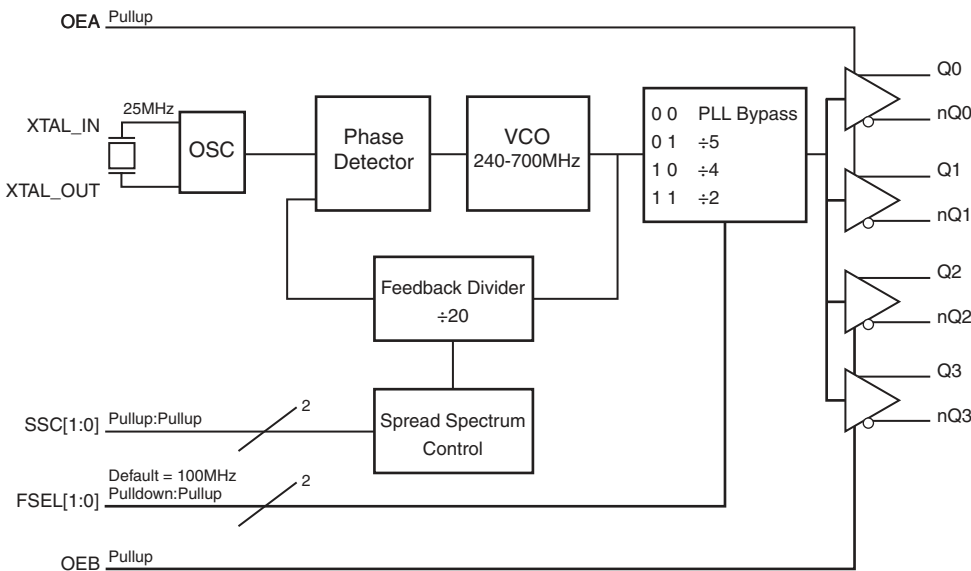 OEA Pullup
Q0
nQ0
XTAL_IN
25MHz
XTAL_OUT
OSC
Phase
Detector
VCO
240-700MHz
0 0 PLL Bypass
0 1 ÷5
1 0 ÷4
1 1 ÷2
Q1
nQ1
Feedback Divider
÷20
Q2
nQ2
Q3
nQ3
SSC[1:0] Pullup:Pullup
2
Spread Spectrum
Control
Default = 100MHz
FSEL[1:0] Pulldown:Pullup
2
OEB Pullup